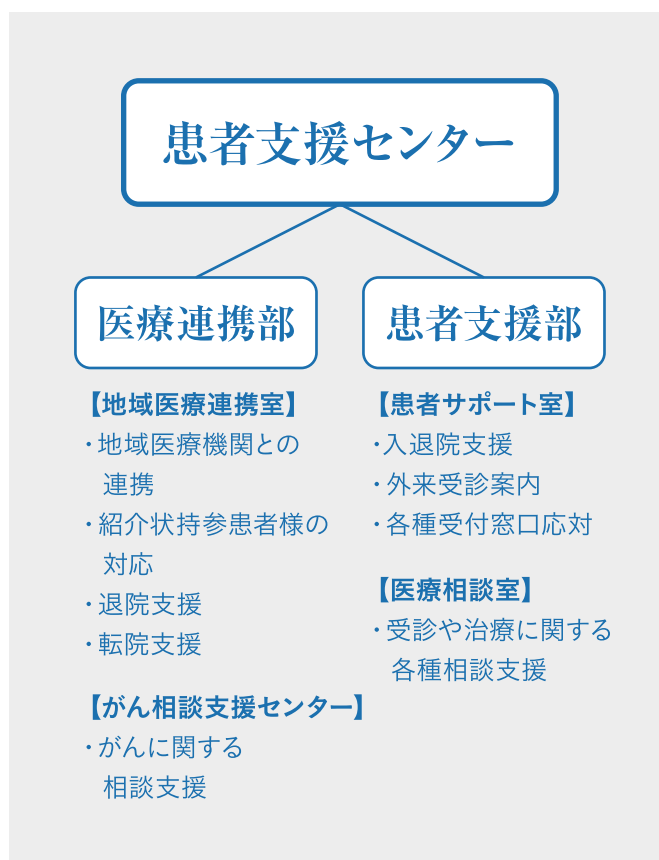 患者支援センター
医療連携部
【地域医療連携室】
・地域医療機関との
連携
・紹介状持参患者様の
対応
・退院支援
・転院支援
【がん相談支援センター】
・がんに関する
相談支援
患者支援部
【患者サポート室】
・入退院支援
・外来受診案内
・各種受付窓口応対
【医療相談室】
・受診や治療に関する
各種相談支援